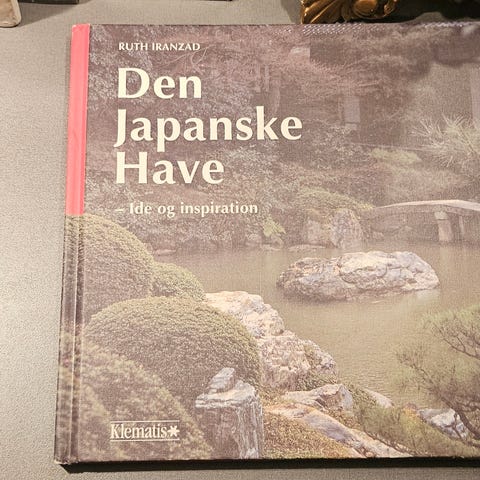 RUTH IRANZAD
Den
Japanske
Have
– Ide og inspiration
Klematis